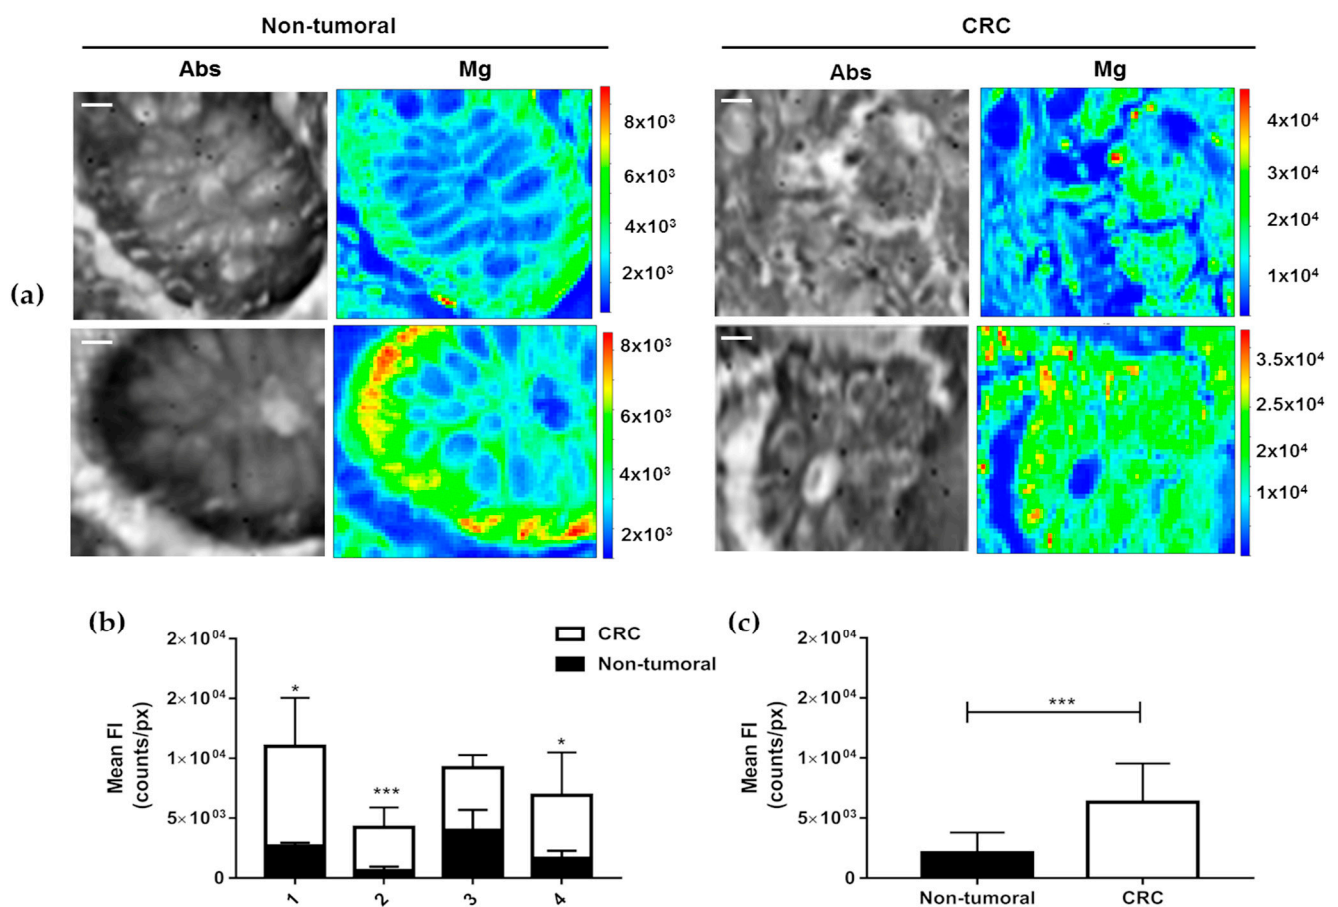 Non-tumoral
CRC
Abs
Mg
Abs
Mg
(a)
8x10³
6x10³
4x10³
2x10³
4x10⁴
3x10⁴
2x10⁴
1x10⁴
8x10³
6x10³
4x10³
2x10³
3.5x10⁴
2.5x10⁴
2x10⁴
1x10⁴
(b)
Mean FI
(counts/px)
2×10⁰⁴
2×10⁰⁴
1×10⁰⁴
5×10⁰³
0
CRC
Non-tumoral
*
***
*
1
2
3
4
(c)
Mean FI
(counts/px)
2×10⁰⁴
2×10⁰⁴
1×10⁰⁴
5×10⁰³
0
***
Non-tumoral
CRC